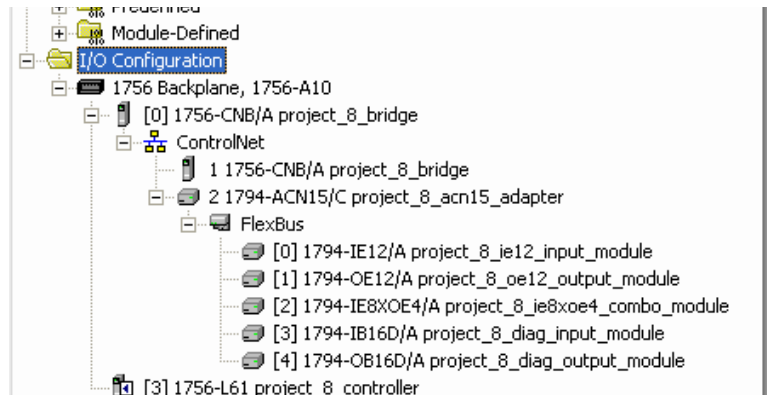 Predefined
Module-Defined
I/O Configuration
1756 Backplane, 1756-A10
[0] 1756-CNB/A project_8_bridge
ControlNet
1 1756-CNB/A project_8_bridge
2 1794-ACN15/C project_8_acn15_adapter
FlexBus
[0] 1794-IE12/A project_8_ie12_input_module
[1] 1794-OE12/A project_8_oe12_output_module
[2] 1794-IE8XOE4/A project_8_ie8xoe4_combo_module
[3] 1794-IB16D/A project_8_diag_input_module
[4] 1794-OB16D/A project_8_diag_output_module
[3] 1756-L61 project_8_controller